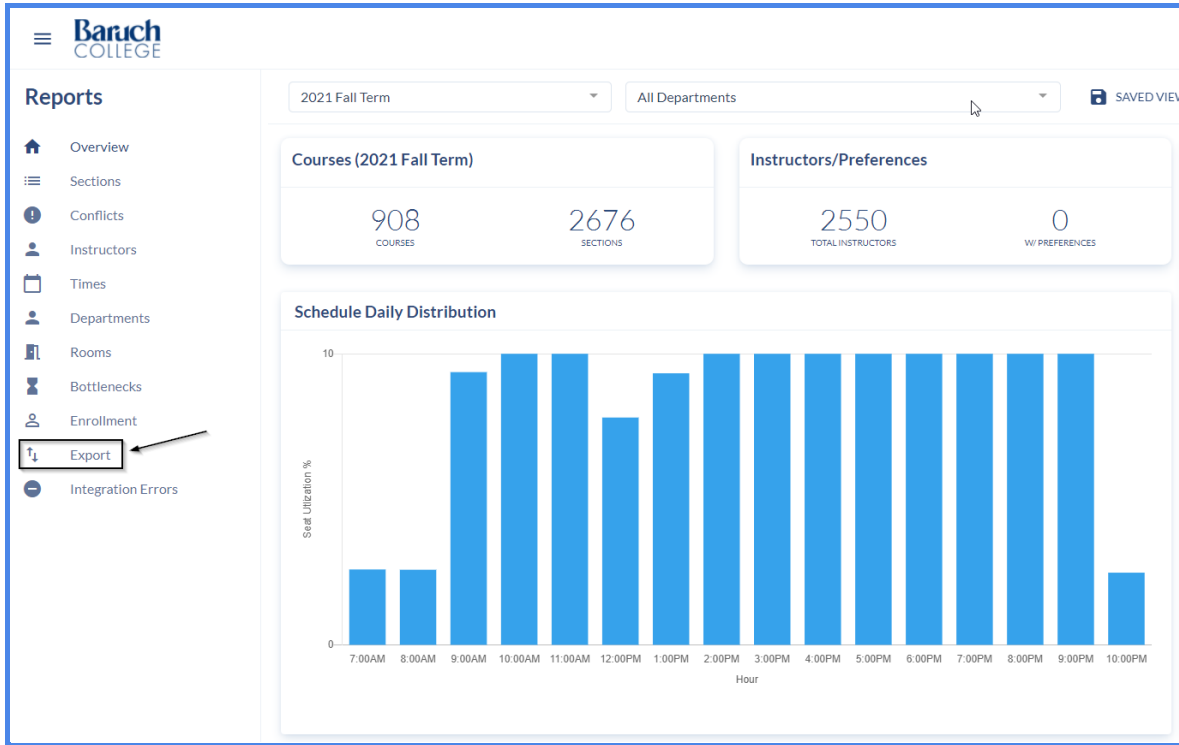 Baruch
COLLEGE
Reports
Overview
Sections
Conflicts
Instructors
Times
Departments
Rooms
Bottlenecks
Enrollment
Export
Integration Errors
2021 Fall Term
All Departments
SAVED VIEW
Courses (2021 Fall Term)
908
COURSES
2676
SECTIONS
Instructors/Preferences
2550
TOTAL INSTRUCTORS
0
W/ PREFERENCES
Schedule Daily Distribution
10
Seat Utlization %
0
7:00AM 8:00AM 9:00AM 10:00AM 11:00AM 12:00PM 1:00PM 2:00PM 3:00PM 4:00PM 5:00PM 6:00PM 7:00PM 8:00PM 9:00PM 10:00PM
Hour